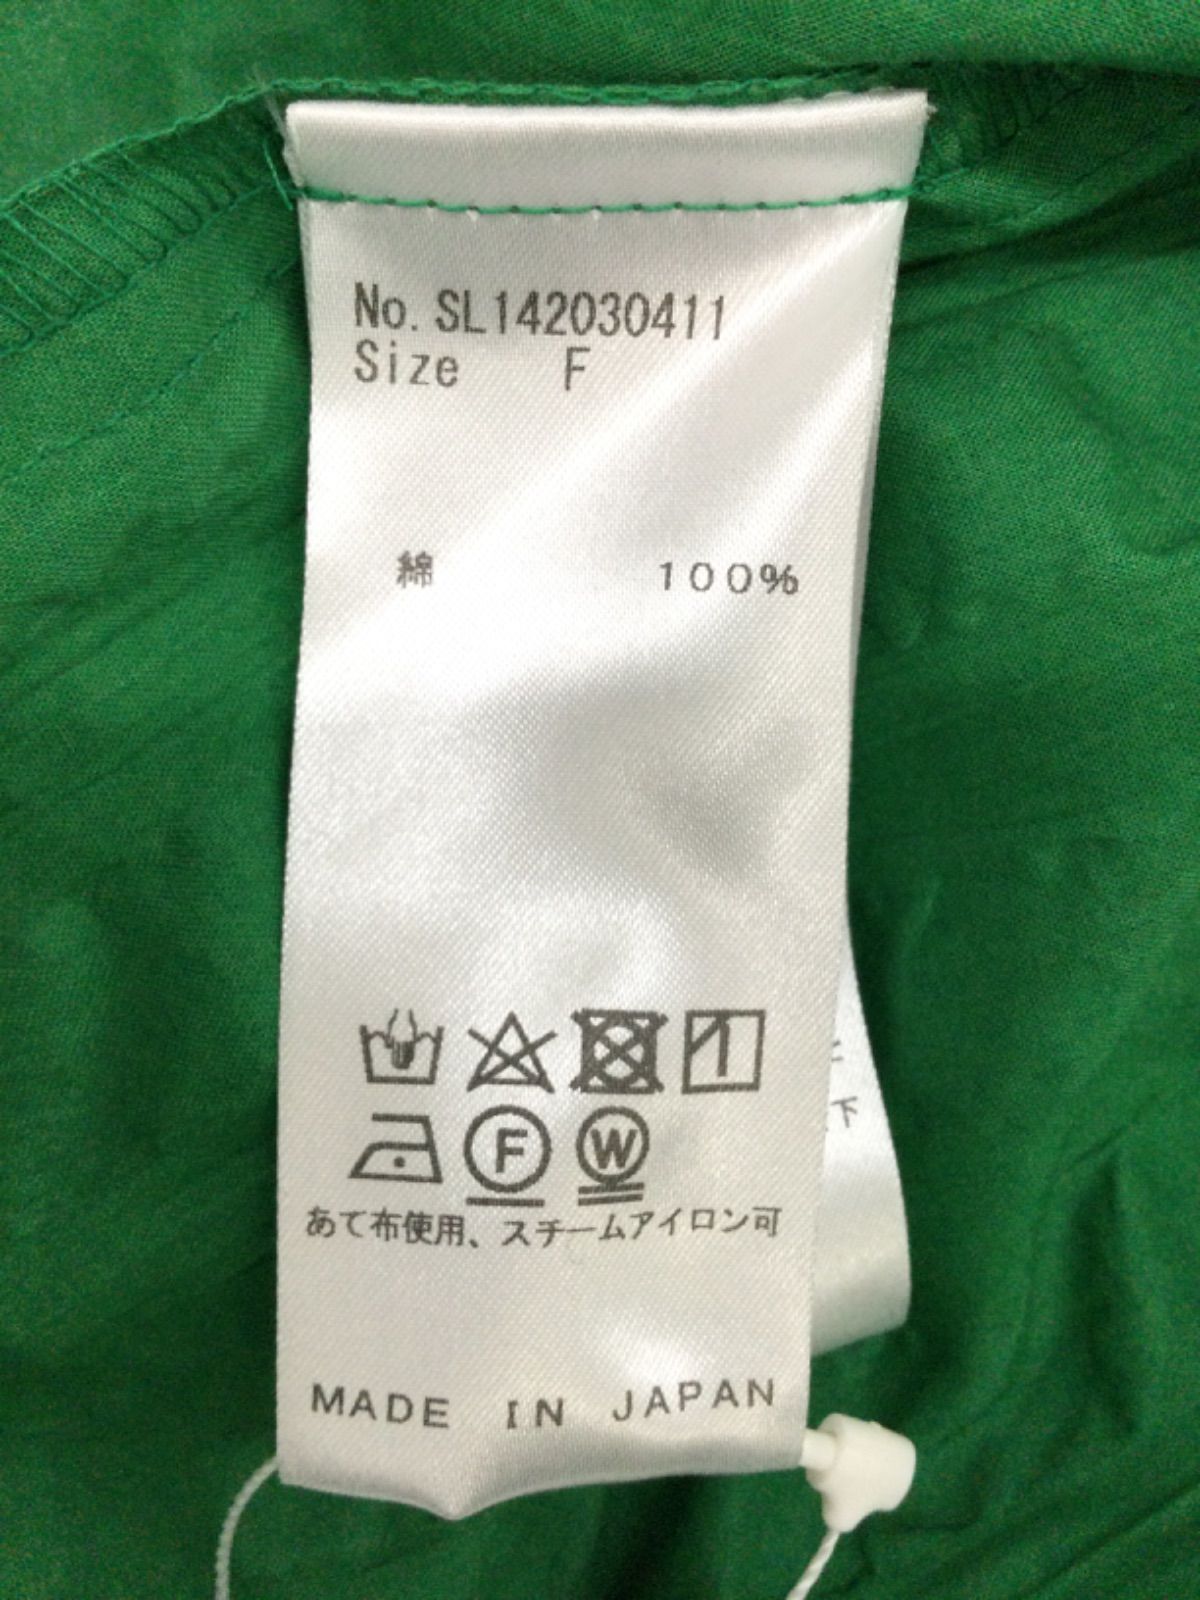 No. SL142030411
Size F
綿 100%
F W
あて布使用、スチームアイロン可
MADE IN JAPAN
下